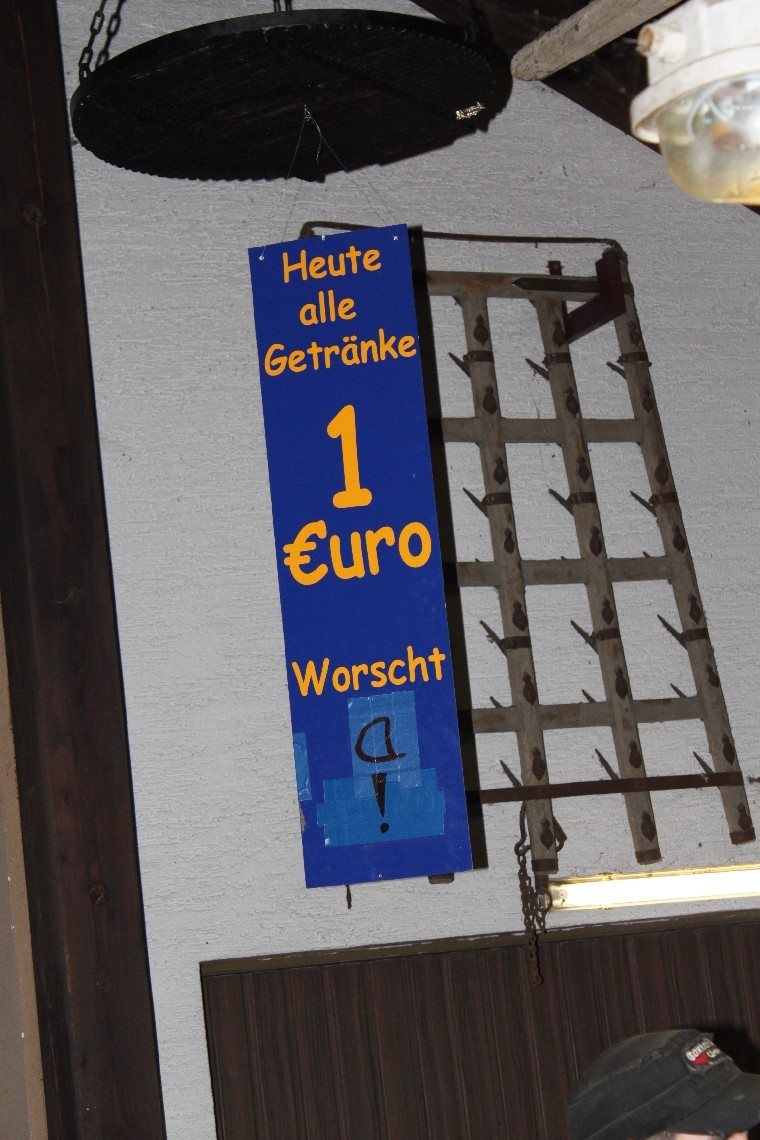 Heute
alle
Getränke
1
€uro
Worscht
a
!